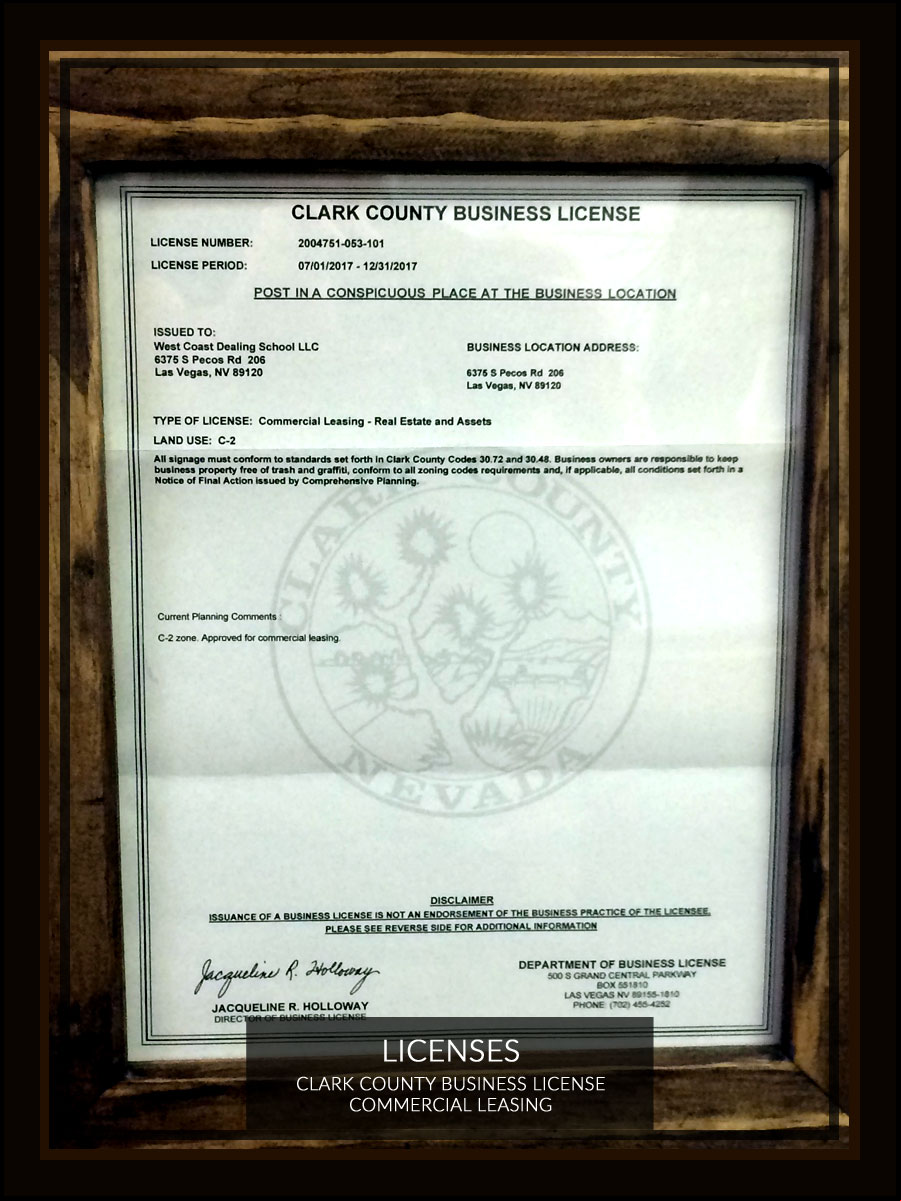 CLARK COUNTY BUSINESS LICENSE
LICENSE NUMBER: 2004751-053-101
LICENSE PERIOD: 07/01/2017 - 12/31/2017
POST IN A CONSPICUOUS PLACE AT THE BUSINESS LOCATION
ISSUED TO:
West Coast Dealing School LLC
6375 S Pecos Rd 206
Las Vegas, NV 89120
BUSINESS LOCATION ADDRESS:
6375 S Pecos Rd 206
Las Vegas, NV 89120
TYPE OF LICENSE: Commercial Leasing - Real Estate and Assets
LAND USE: C-2
All signage must conform to standards set forth in Clark County Codes 30.72 and 30.48. Business owners are responsible to keep
business property free of trash and graffiti, conform to all zoning codes requirements and, if applicable, all conditions set forth in a
Notice of Final Action issued by Comprehensive Planning.
CLARK COUNTY
NEVADA
Current Planning Comments :
C-2 zone. Approved for commercial leasing.
DISCLAIMER
ISSUANCE OF A BUSINESS LICENSE IS NOT AN ENDORSEMENT OF THE BUSINESS PRACTICE OF THE LICENSEE.
PLEASE SEE REVERSE SIDE FOR ADDITIONAL INFORMATION
Jacqueline R. Holloway
JACQUELINE R. HOLLOWAY
DIRECTOR OF BUSINESS LICENSE
DEPARTMENT OF BUSINESS LICENSE
500 S GRAND CENTRAL PARKWAY
BOX 551810
LAS VEGAS NV 89155-1810
PHONE: (702) 455-4252
LICENSES
CLARK COUNTY BUSINESS LICENSE
COMMERCIAL LEASING